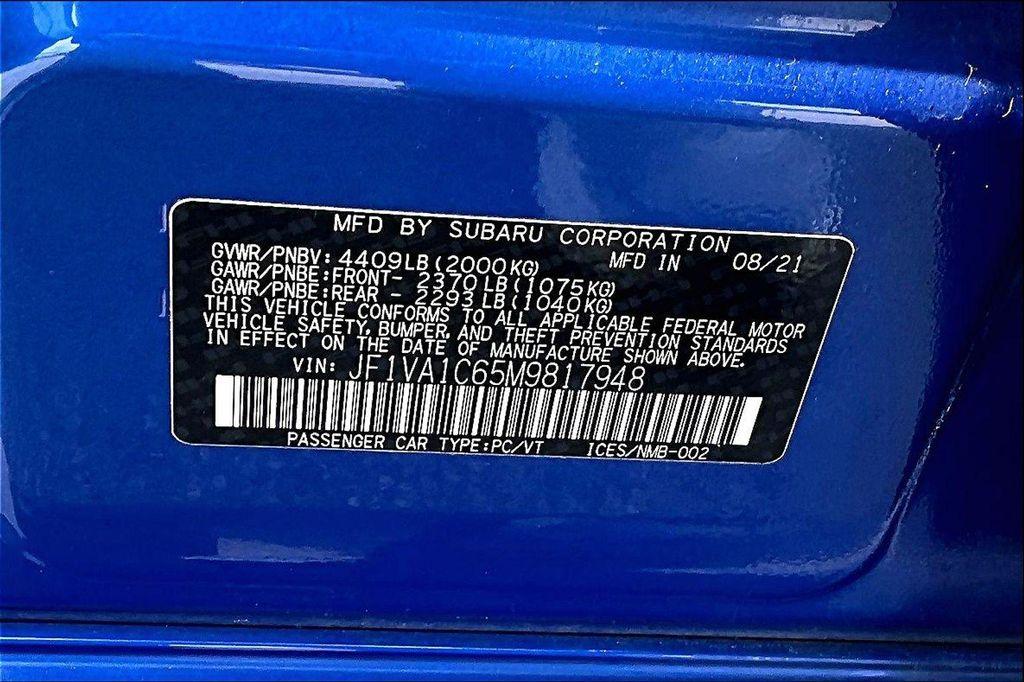 MFD BY SUBARU CORPORATION
GVWR/PNBV: 4409LB(2000KG) MFD IN 08/21
GAWR/PNBE:FRONT- 2370LB(1075KG)
GAWR/PNBE:REAR - 2293LB(1040KG)
THIS VEHICLE CONFORMS TO ALL APPLICABLE FEDERAL MOTOR
VEHICLE SAFETY, BUMPER, AND THEFT PREVENTION STANDARDS
IN EFFECT ON THE DATE OF MANUFACTURE SHOWN ABOVE.
VIN: JF1VA1C65M9817948
PASSENGER CAR TYPE:PC/VT ICES/NMB-002